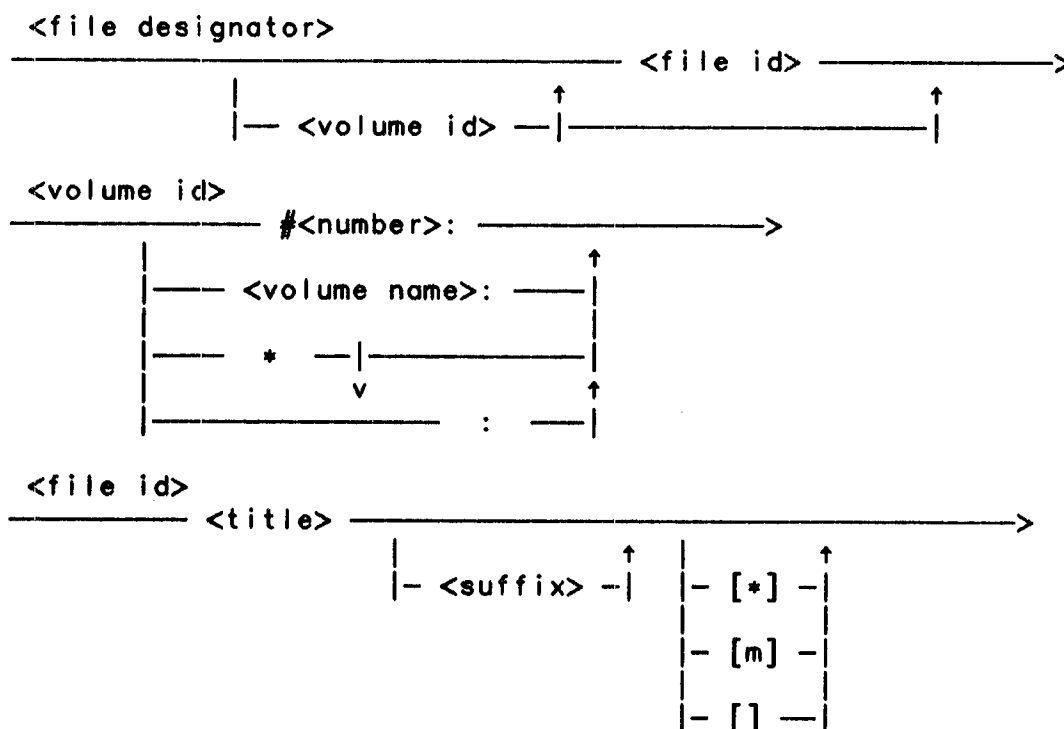 <file designator>
<file id>
<volume id>
<volume id>
#<number>:
<volume name>:
*
:
<file id>
<title>
<suffix> [*]
[m]
[]